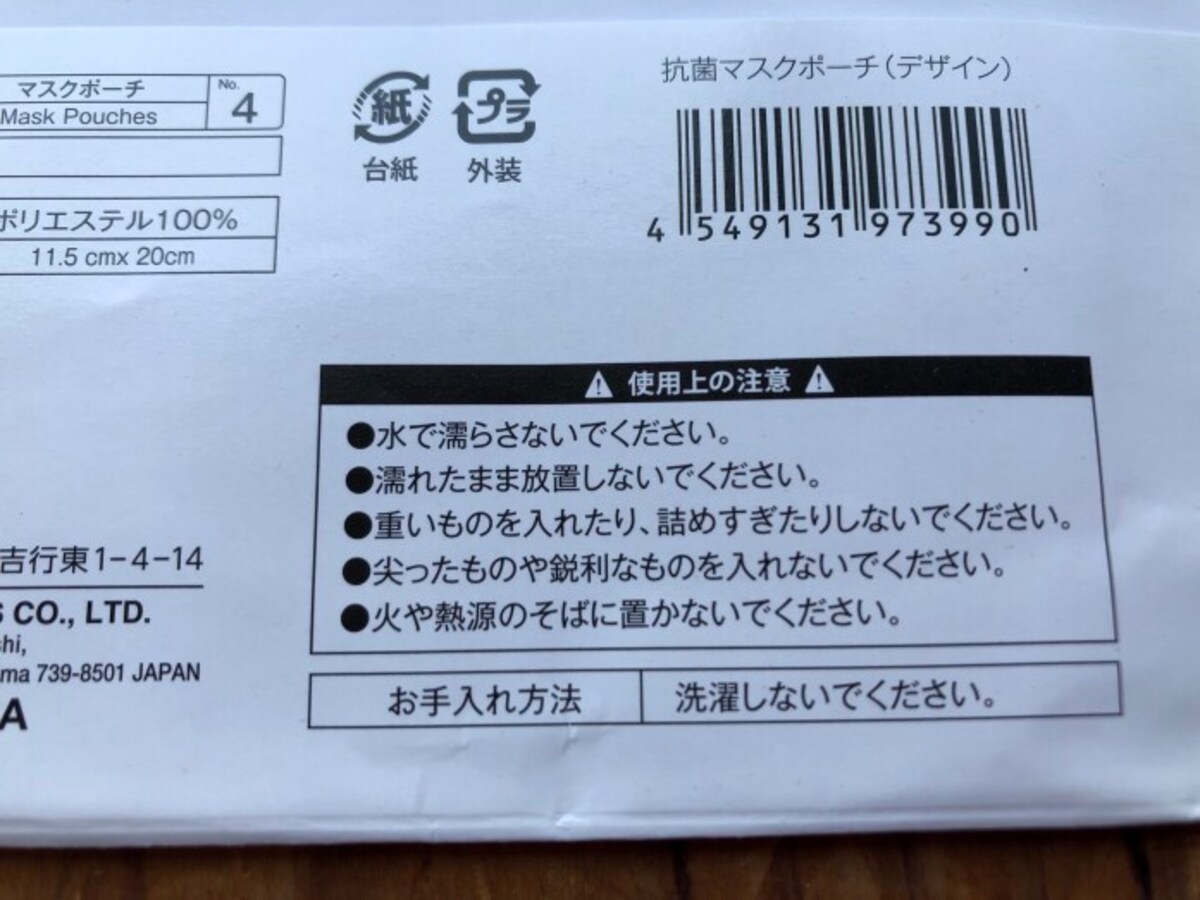 マスクポーチ
Mask Pouches
No.
4
ポリエステル100%
11.5 cmx 20cm
紙
台紙
プラ
外装
抗菌マスクポーチ(デザイン)
4 549131 973990
使用上の注意
●水で濡らさないでください。
●濡れたまま放置しないでください。
●重いものを入れたり、詰めすぎたりしないでください。
●尖ったものや鋭利なものを入れないでください。
●火や熱源のそばに置かないでください。
お手入れ方法
洗濯しないでください。
吉行東1-4-14
S CO., LTD.
shi,
ma 739-8501 JAPAN
A